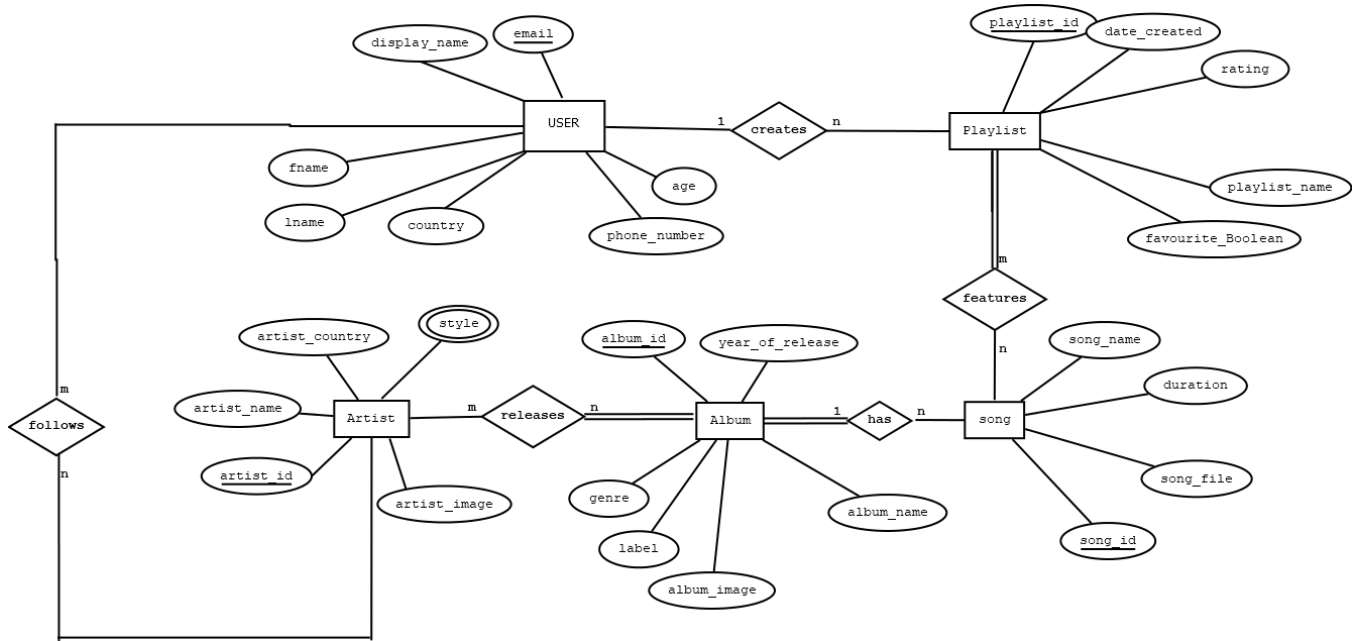 playlist_id
email
date_created
display_name
rating
USER
1
creates
n
Playlist
fname
age
playlist_name
lname
country
phone_number
favourite_Boolean
m
features
style
artist_country
album_id
year_of_release
song_name
n
m
duration
artist_name
Artist
m
releases
n
Album
1
has
n
song
follows
n
artist_id
artist_image
genre
album_name
song_file
label
song_id
album_image